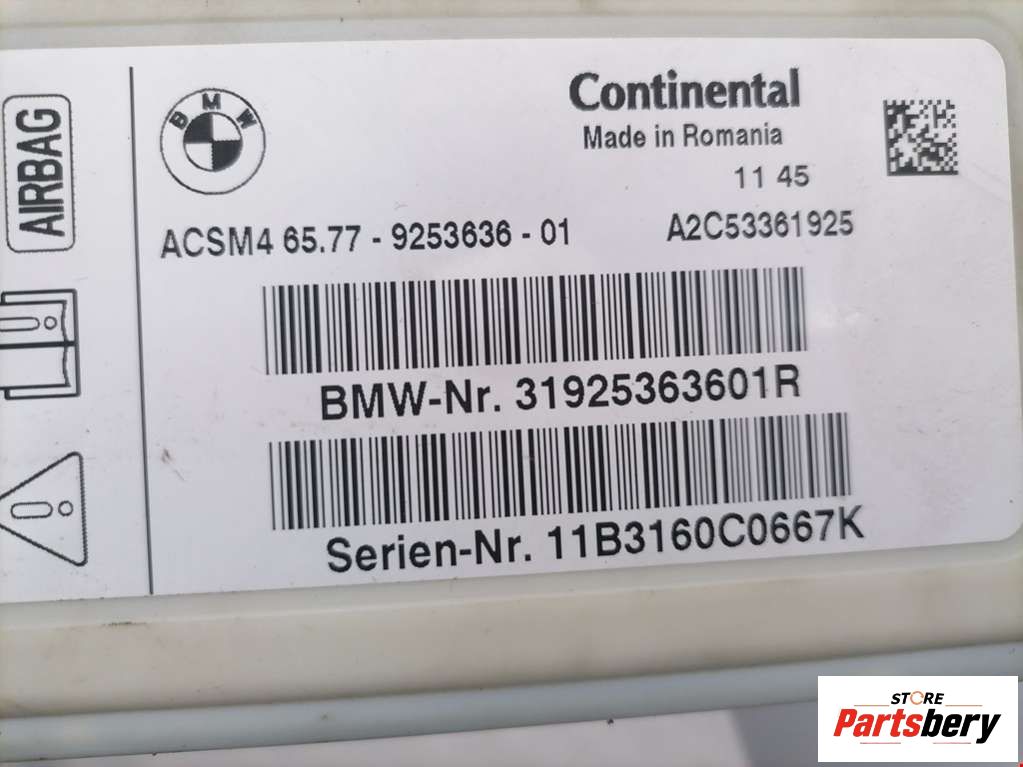 AIRBAG
BMW
Continental
Made in Romania
11 45
ACSM4 65.77 - 9253636 - 01
A2C53361925
BMW-Nr. 31925363601R
Serien-Nr. 11B3160C0667K
STORE
Partsbery